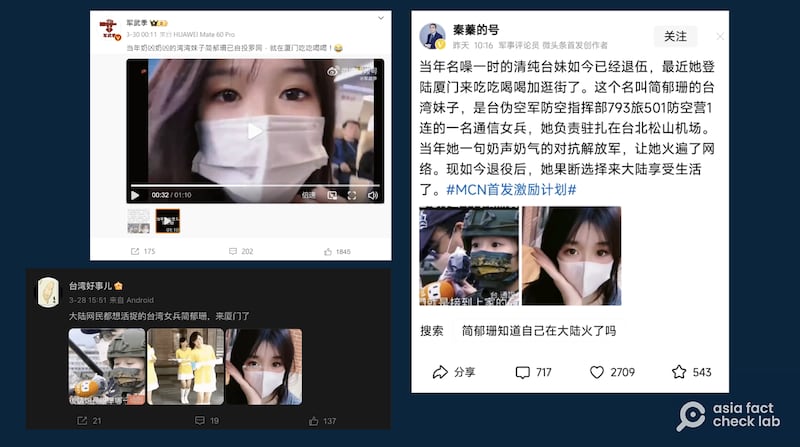 军武季
3-30 00:11 来自 HUAWEI Mate 60 Pro
当年奶凶奶凶的湾湾妹子简郁珊已自投罗网，就在厦门吃吃喝喝！
00:32 / 01:10
倍速
175
202
1845
台湾好事儿
3-28 15:51 来自 Android
大陆网民都想活捉的台湾女兵简郁珊，来厦门了
21
19
137
秦蓁的号
昨天 10:16 军事评论员 微头条首发创作者
关注
当年名噪一时的清纯台妹如今已经退伍，最近她登
陆厦门来吃吃喝喝加逛街了。这个名叫简郁珊的台
湾妹子，是台伪空军防空指挥部793旅501防空营1
连的一名通信女兵，她负责驻扎在台北松山机场。
当年她一句奶声奶气的对抗解放军，让她火遍了网
络。现如今退役后，她果断选择来大陆享受生活
了。#MCN首发激励计划#
是接到上家的
搜索 简郁珊知道自己在大陆火了吗
分享
717
2709
543
asia fact
check lab